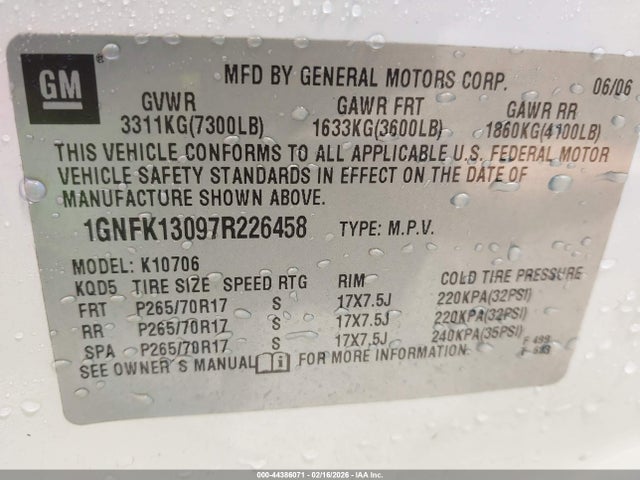 GM ®
MFD BY GENERAL MOTORS CORP. 06/06
GVWR GAWR FRT GAWR RR
3311KG(7300LB) 1633KG(3600LB) 1860KG(4100LB)
THIS VEHICLE CONFORMS TO ALL APPLICABLE U.S. FEDERAL MOTOR
VEHICLE SAFETY STANDARDS IN EFFECT ON THE DATE OF
MANUFACTURE SHOWN ABOVE.
1GNFK13097R226458 TYPE: M.P.V.
MODEL: K10706
KQD5 TIRE SIZE SPEED RTG RIM COLD TIRE PRESSURE
FRT P265/70R17 S 17X7.5J 220KPA(32PSI)
RR P265/70R17 S 17X7.5J 220KPA(32PSI)
SPA P265/70R17 S 17X7.5J 240KPA(35PSI)
SEE OWNER'S MANUAL FOR MORE INFORMATION.
000-44386071 - 02/16/2026 - IAA Inc.